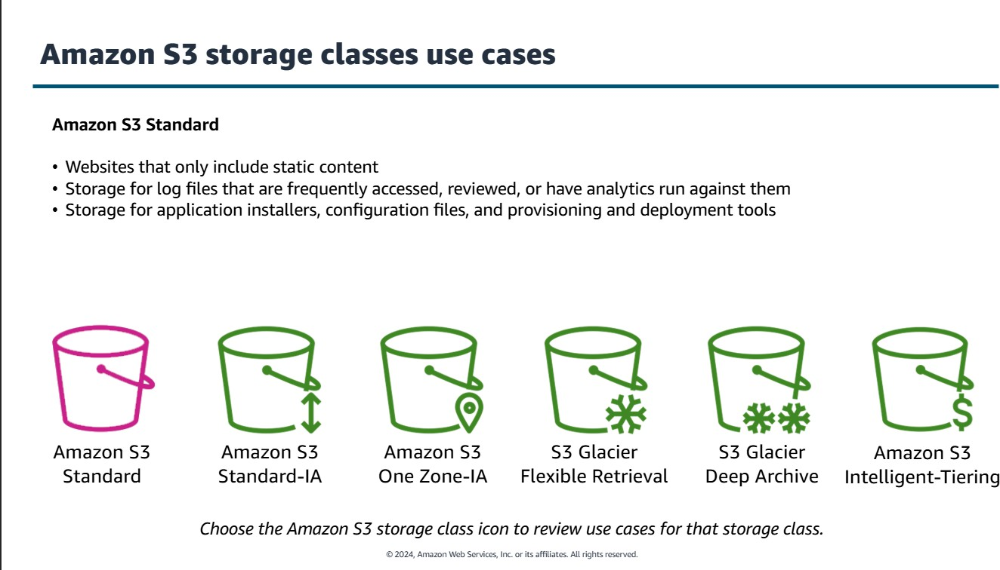 Amazon S3 storage classes use cases
Amazon S3 Standard
• Websites that only include static content
• Storage for log files that are frequently accessed, reviewed, or have analytics run against them
• Storage for application installers, configuration files, and provisioning and deployment tools
Amazon S3
Standard
Amazon S3
Standard-IA
Amazon S3
One Zone-IA
S3 Glacier
Flexible Retrieval
S3 Glacier
Deep Archive
Amazon S3
Intelligent-Tiering
Choose the Amazon S3 storage class icon to review use cases for that storage class.
© 2024, Amazon Web Services, Inc. or its affiliates. All rights reserved.